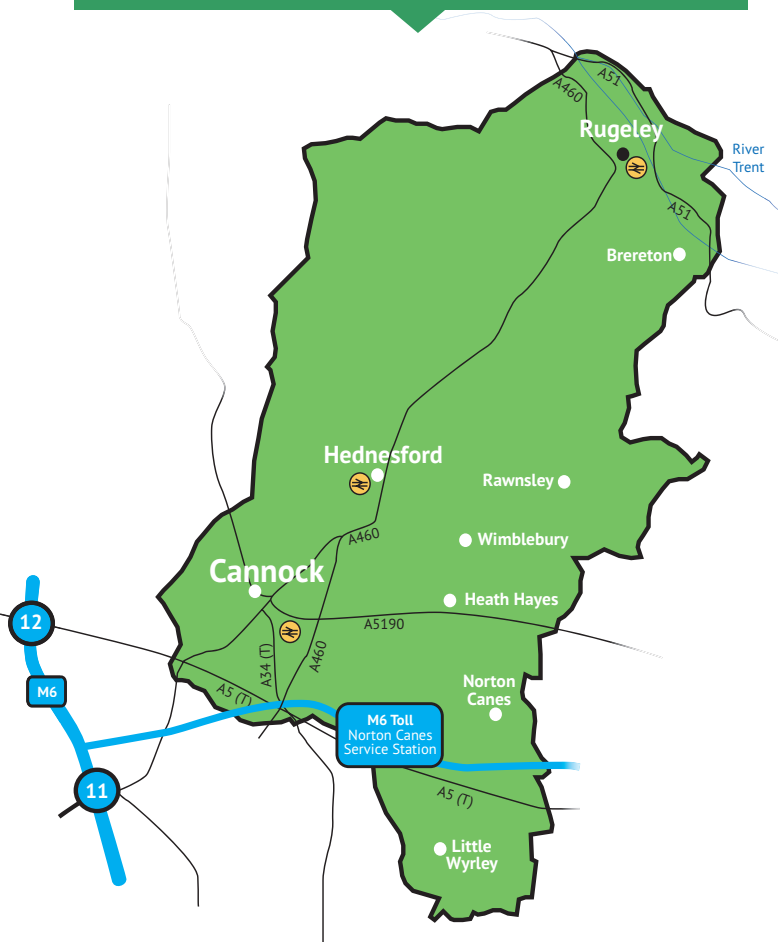 A460
A51
Rugeley
River
Trent
A51
Brereton
Hednesford
Rawnsley
A460
Wimblebury
Cannock
Heath Hayes
12
A5190
A34 (T)
A460
M6
A5 (T)
Norton
Canes
M6 Toll
Norton Canes
Service Station
11
A5 (T)
Little
Wyrley